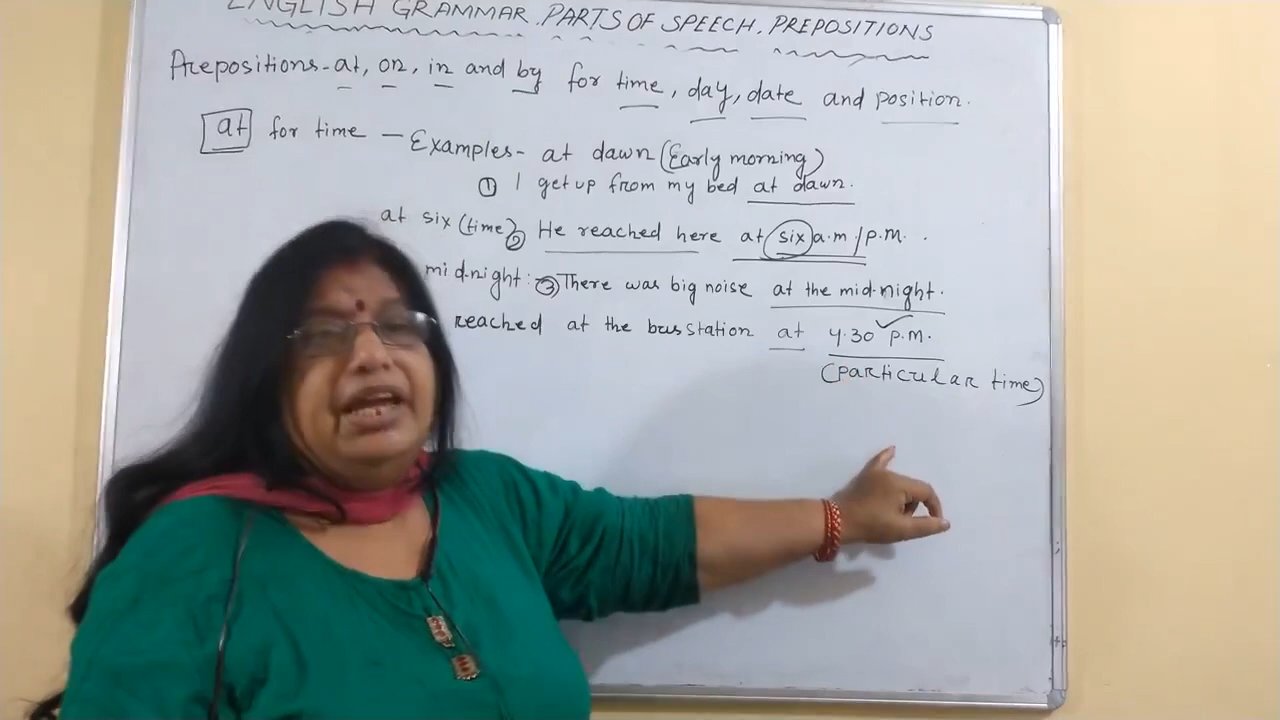 ENGLISH GRAMMAR. PARTS OF SPEECH. PREPOSITIONS
Prepositions - at, on, in and by for time, day, date and position.
at for time - Examples - at dawn (Early morning)
① I get up from my bed at dawn.
at six (time) ② He reached here at six a.m/p.m.
midnight: ③ There was big noise at the mid-night.
reached at the bus station at 4.30 p.m.
(particular time)